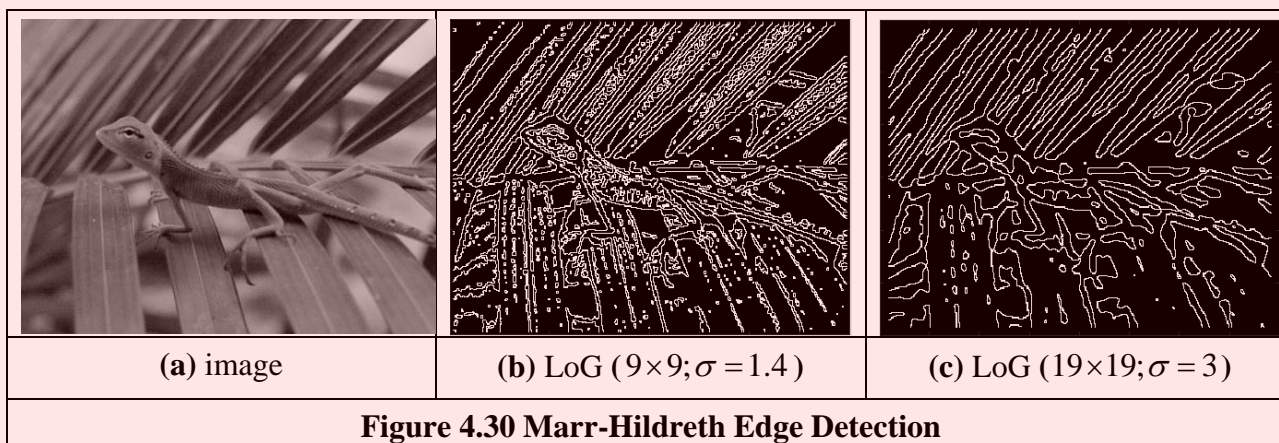 (a) image
(b) LoG (9×9;σ=1.4)
(c) LoG (19×19;σ=3)
Figure 4.30 Marr-Hildreth Edge Detection